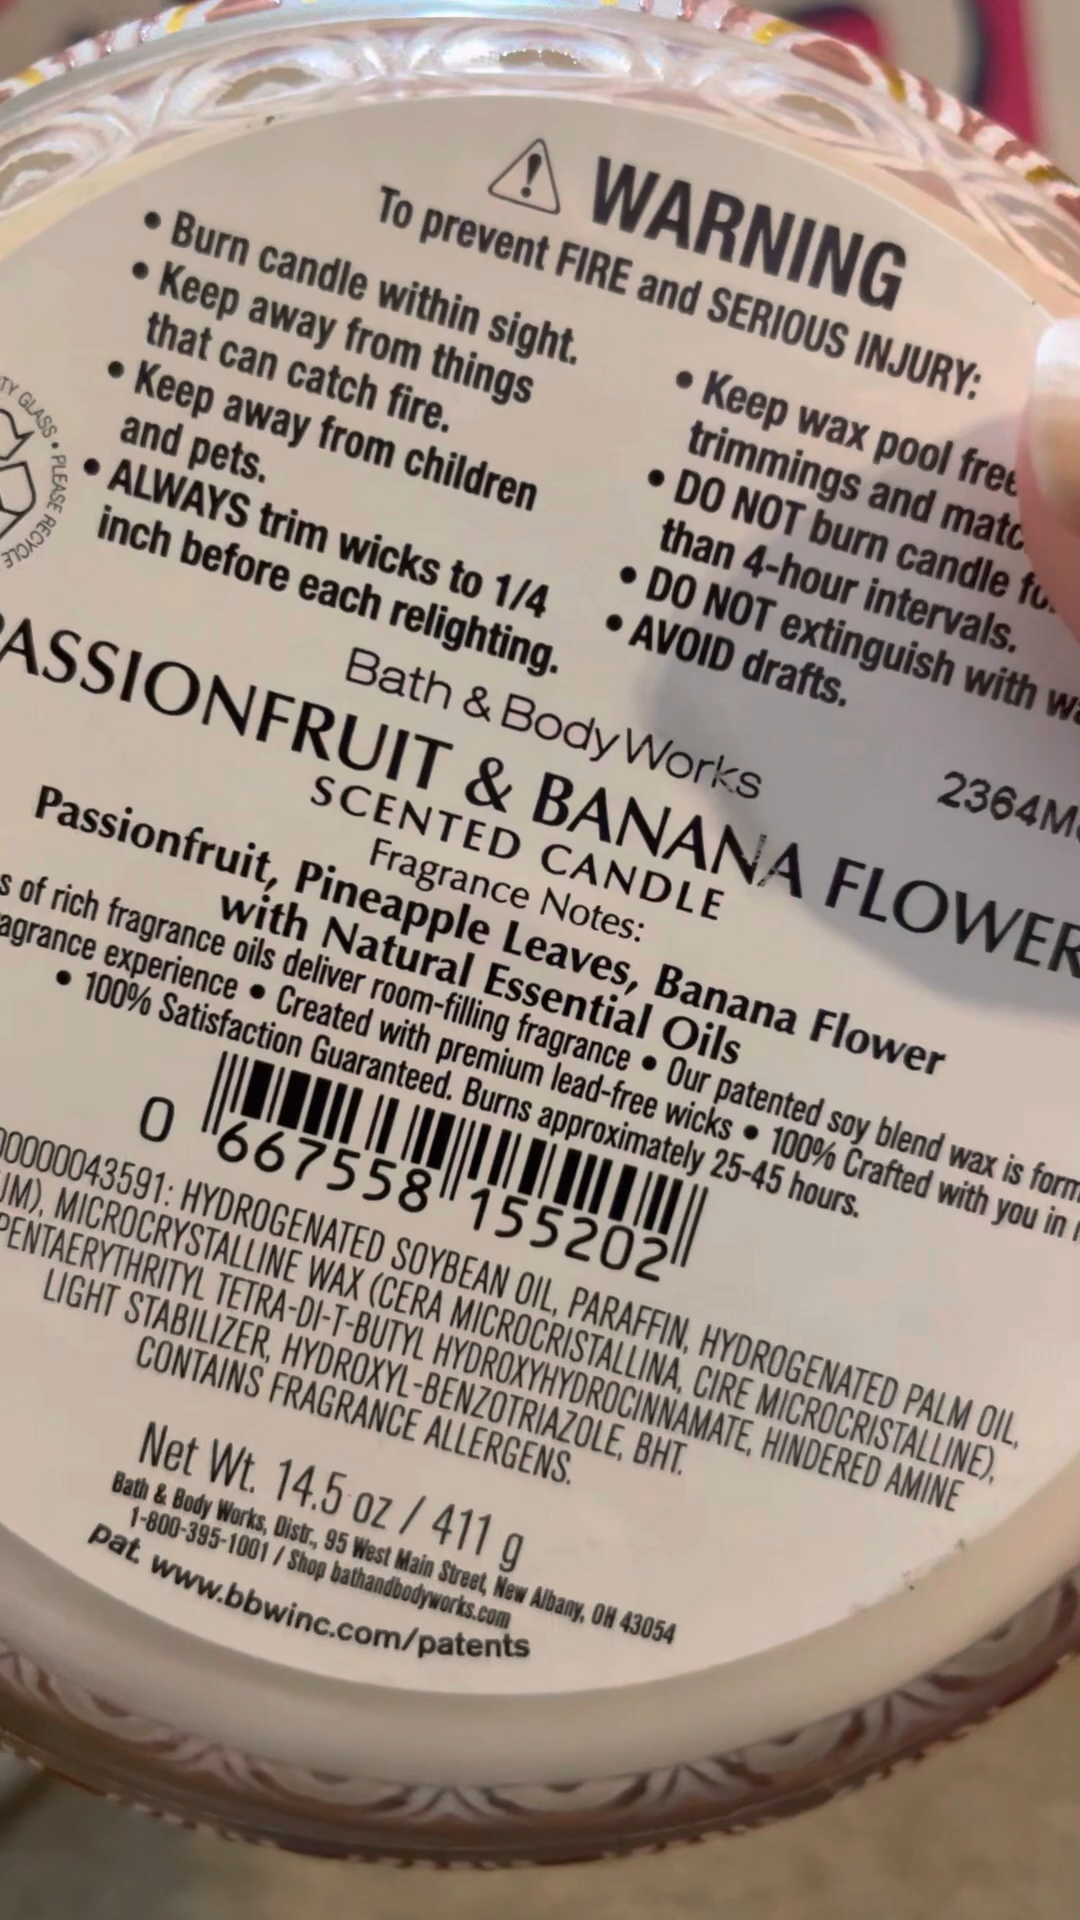 WARNING
To prevent FIRE and SERIOUS INJURY:
• Burn candle within sight.
• Keep away from things
that can catch fire.
• Keep away from children
and pets.
• ALWAYS trim wicks to 1/4
inch before each relighting.
• Keep wax pool free
trimmings and matc
• DO NOT burn candle fo
than 4-hour intervals.
• DO NOT extinguish with wa
• AVOID drafts.
TY GLASS • PLEASE RECYCLE
Bath & Body Works
2364M
PASSIONFRUIT & BANANA FLOWER
SCENTED CANDLE
Fragrance Notes:
Passionfruit, Pineapple Leaves, Banana Flower
with Natural Essential Oils
s of rich fragrance oils deliver room-filling fragrance • Our patented soy blend wax is form
agrance experience • Created with premium lead-free wicks • 100% Crafted with you in
• 100% Satisfaction Guaranteed. Burns approximately 25-45 hours.
0 667558 155202
00000043591: HYDROGENATED SOYBEAN OIL, PARAFFIN, HYDROGENATED PALM OIL,
UM), MICROCRYSTALLINE WAX (CERA MICROCRISTALLINA, CIRE MICROCRISTALLINE),
PENTAERYTHRITYL TETRA-DI-T-BUTYL HYDROXYHYDROCINNAMATE, HINDERED AMINE
LIGHT STABILIZER, HYDROXYL-BENZOTRIAZOLE, BHT.
CONTAINS FRAGRANCE ALLERGENS.
Net Wt. 14.5 oz / 411 g
Bath & Body Works, Distr., 95 West Main Street, New Albany, OH 43054
1-800-395-1001 / Shop bathandbodyworks.com
pat. www.bbwinc.com/patents